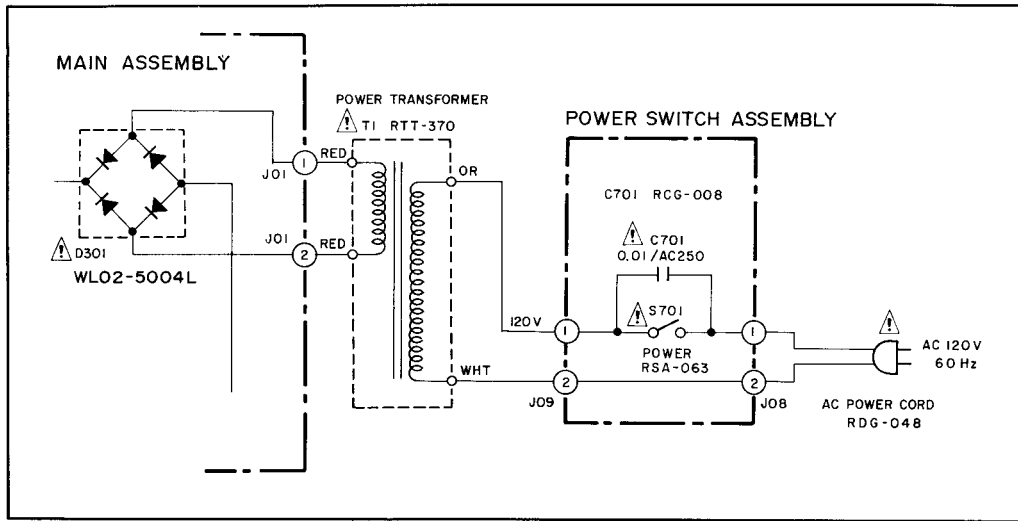 MAIN ASSEMBLY
D301
WL02-5004L
J01
1
J01
2
RED
RED
POWER TRANSFORMER
T1 RTT-370
OR
WHT
120V
POWER SWITCH ASSEMBLY
C701 RCG-008
C701
0.01/AC250
S701
POWER
RSA-063
1
2
J09
1
2
J08
AC 120V
60Hz
AC POWER CORD
RDG-048